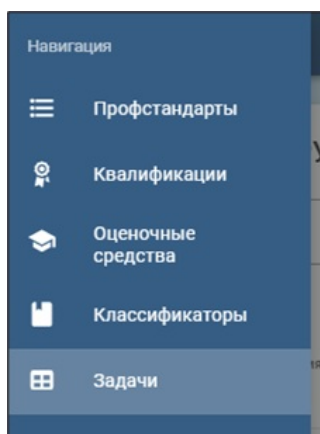 Навигация
Профстандарты
Квалификации
Оценочные
средства
Классификаторы
Задачи